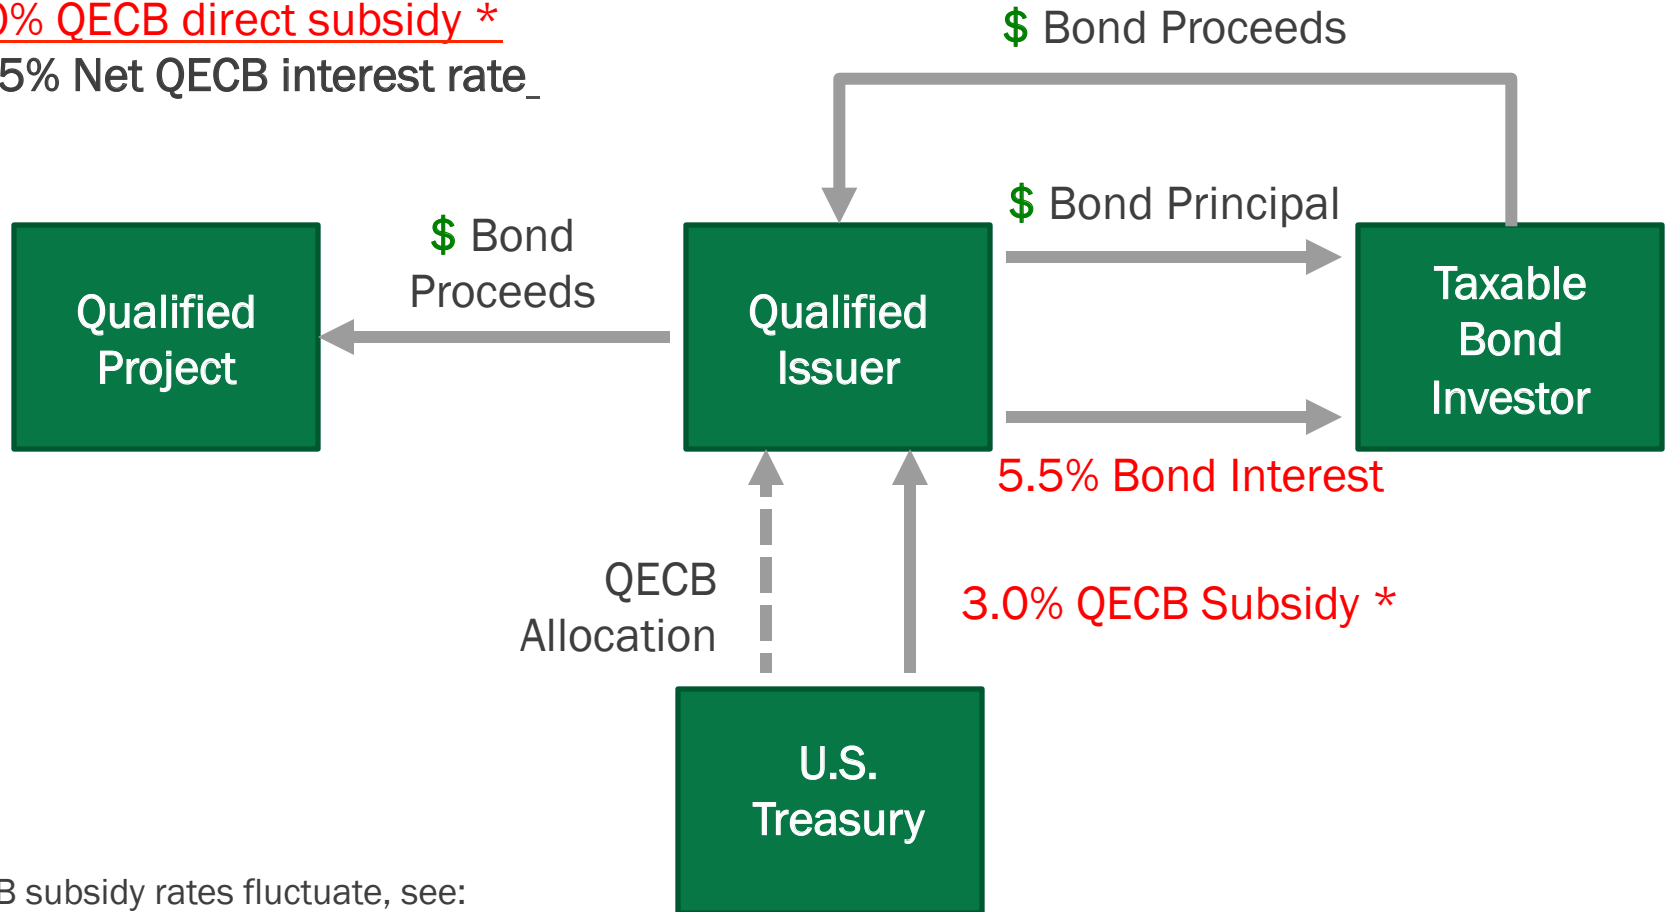 0% QECB direct subsidy *
5% Net QECB interest rate
$ Bond Proceeds
$ Bond Principal
$ Bond
Proceeds
Qualified
Project
Qualified
Issuer
Taxable
Bond
Investor
5.5% Bond Interest
QECB
Allocation
3.0% QECB Subsidy *
U.S.
Treasury
B subsidy rates fluctuate, see: